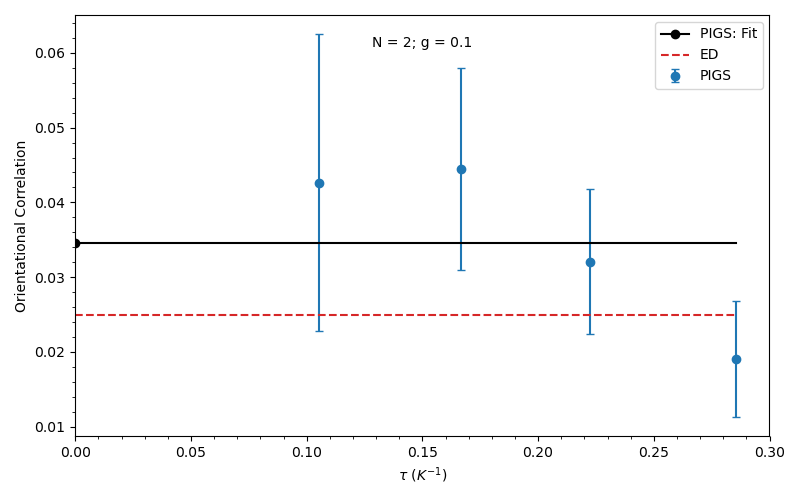 N = 2; g = 0.1
PIGS: Fit
ED
PIGS
Orientational Correlation
0.06
0.05
0.04
0.03
0.02
0.01
0.00 0.05 0.10 0.15 0.20 0.25 0.30
τ (K⁻¹)